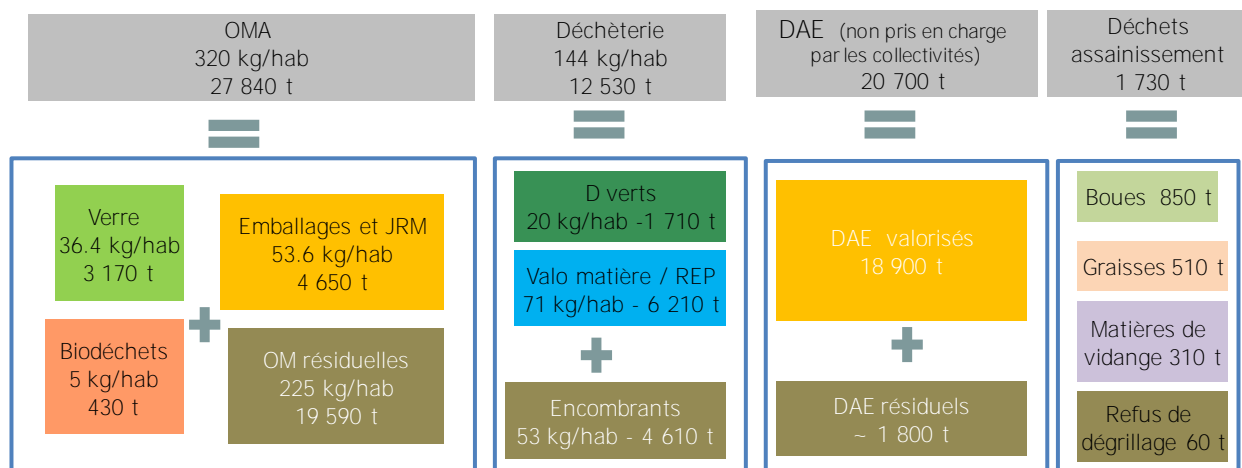 OMA
320 kg/hab
27 840 t
Déchèterie
144 kg/hab
12 530 t
DAE (non pris en charge
par les collectivités)
20 700 t
Déchets
assainissement
1 730 t
Verre
36.4 kg/hab
3 170 t
Emballages et JRM
53.6 kg/hab
4 650 t
Biodéchets
5 kg/hab
430 t
OM résiduelles
225 kg/hab
19 590 t
D verts
20 kg/hab -1 710 t
Valo matière / REP
71 kg/hab - 6 210 t
Encombrants
53 kg/hab - 4 610 t
DAE valorisés
18 900 t
DAE résiduels
~ 1 800 t
Boues 850 t
Graisses 510 t
Matières de
vidange 310 t
Refus de
dégrillage 60 t